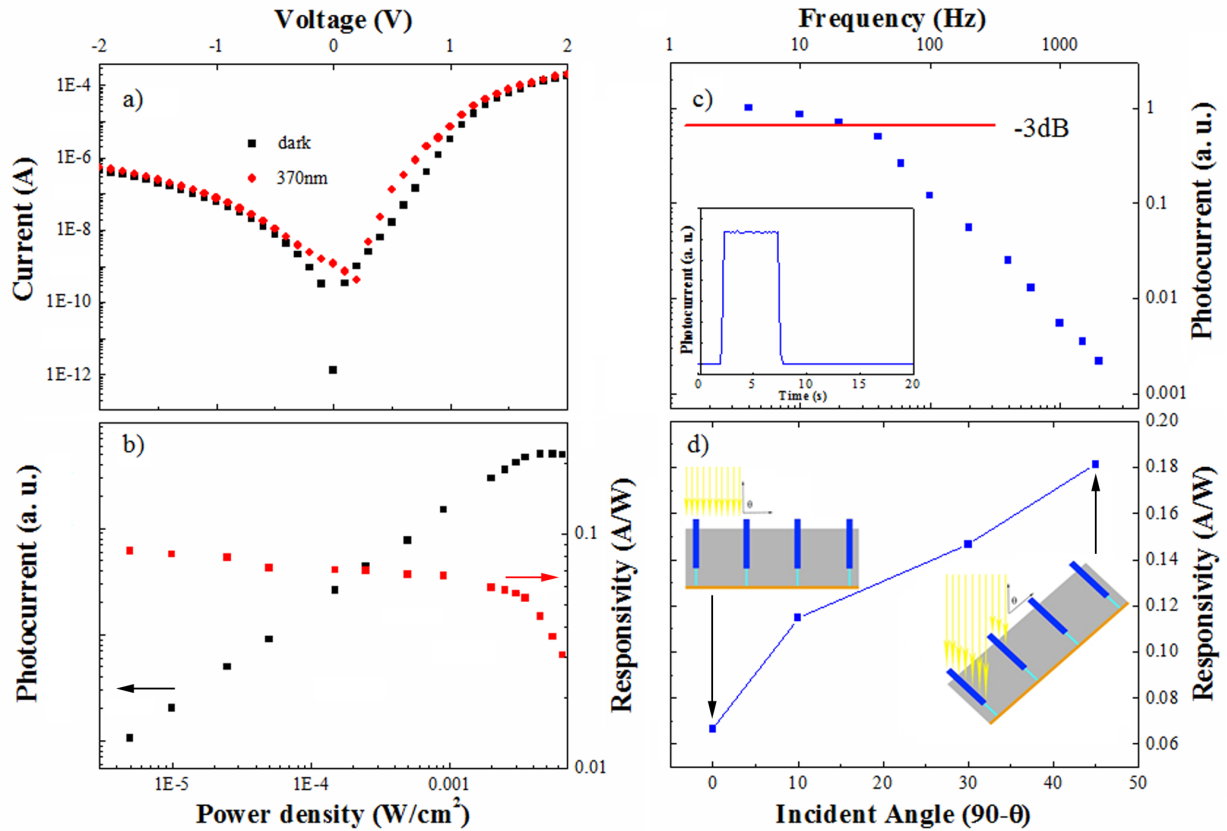 Voltage (V)
-2 -1 0 1 2
a)
dark
370nm
1E-4
1E-6
1E-8
1E-10
1E-12
Current (A)
Frequency (Hz)
1 10 100 1000
c)
-3dB
1
0.1
0.01
0.001
Photocurrent (a. u.)
Photocurrent (a. u.)
0 5 10 15 20
Time (s)
b)
Photocurrent (a. u.)
0.1
0.01
Responsivity (A/W)
1E-5 1E-4 0.001
Power density (W/cm²)
d)
θ
θ
0.20
0.18
0.16
0.14
0.12
0.10
0.08
0.06
Responsivity (A/W)
0 10 20 30 40 50
Incident Angle (90-θ)